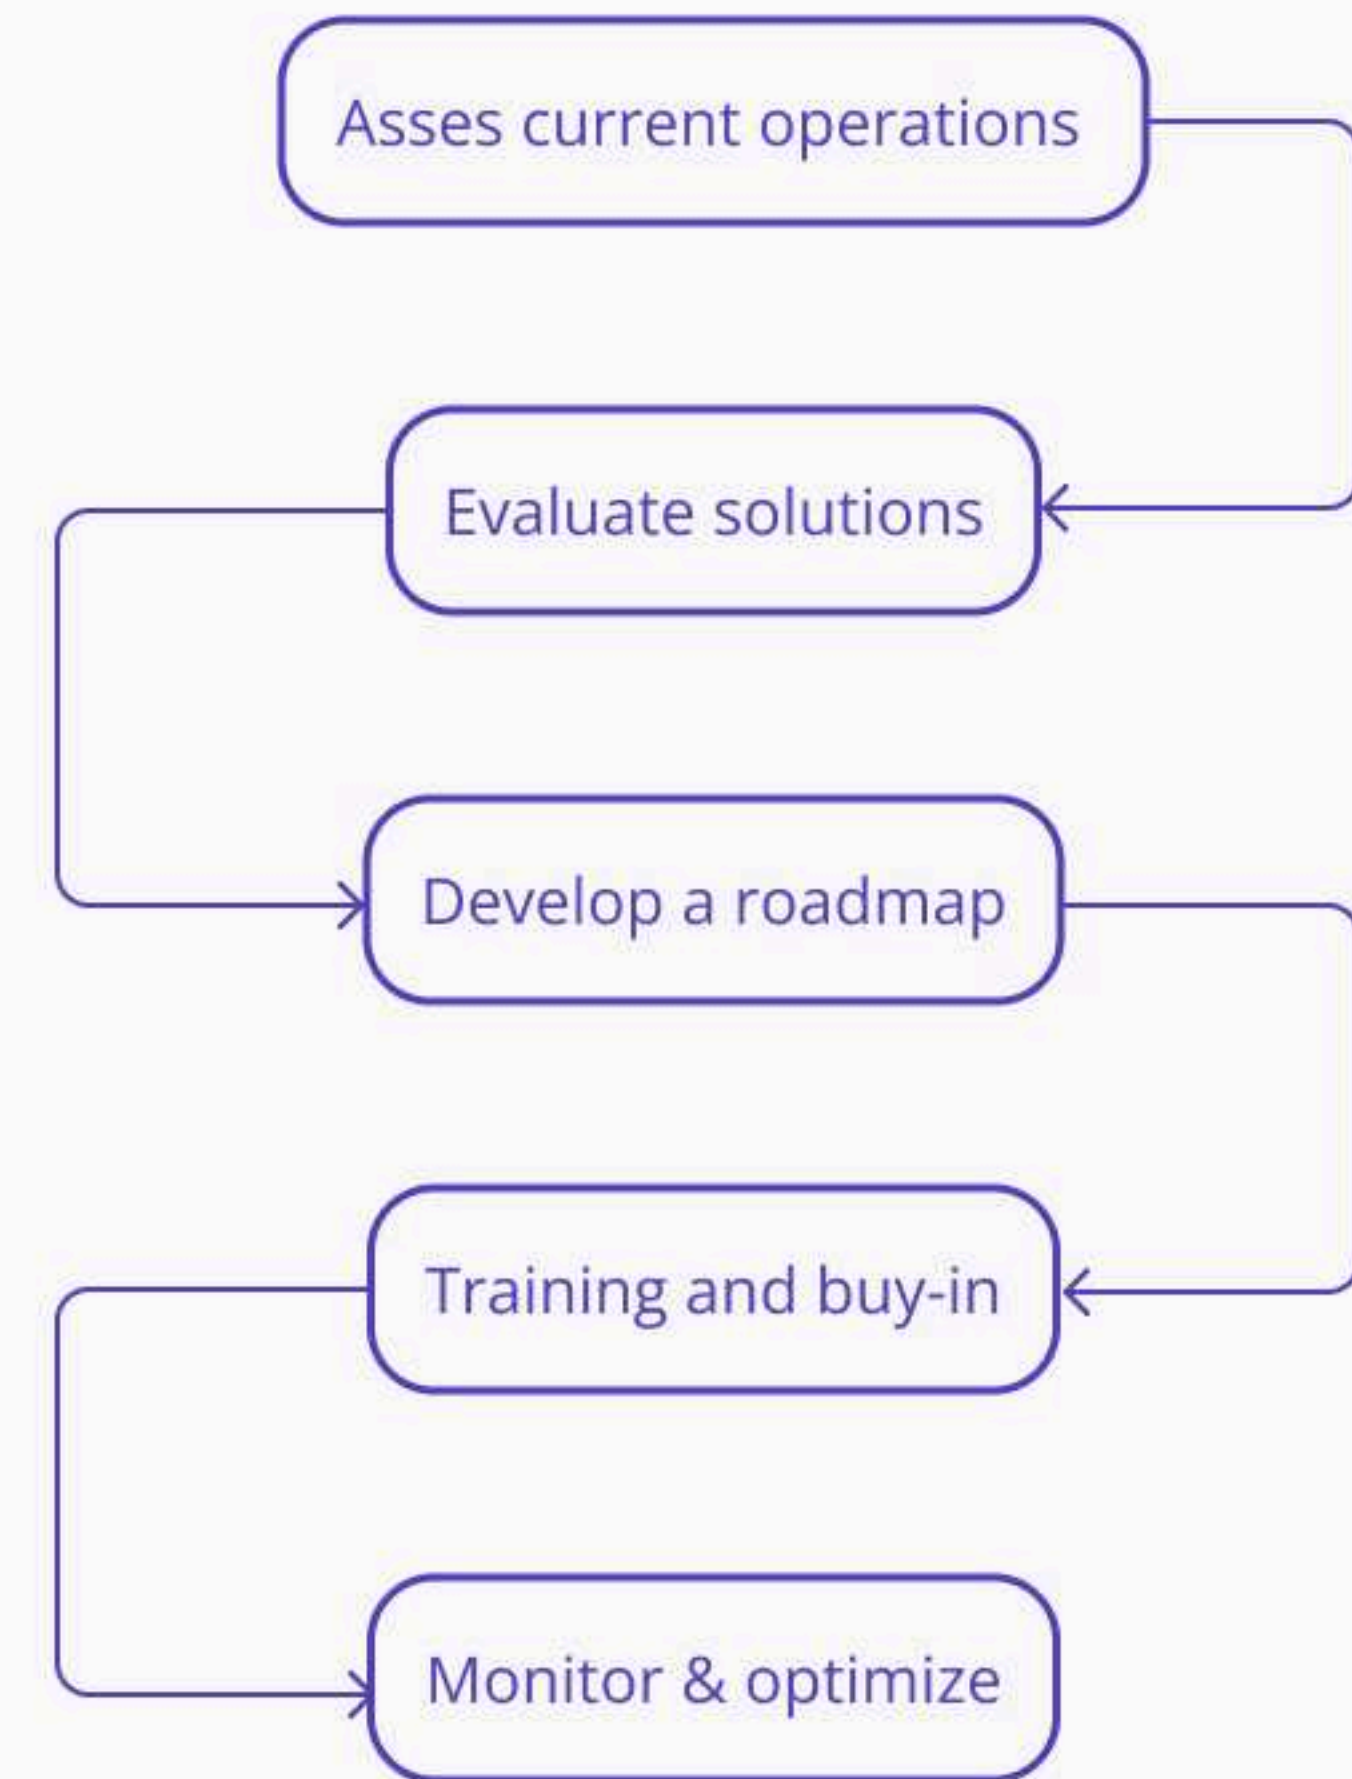 Asses current operations
Evaluate solutions
Develop a roadmap
Training and buy-in
Monitor & optimize